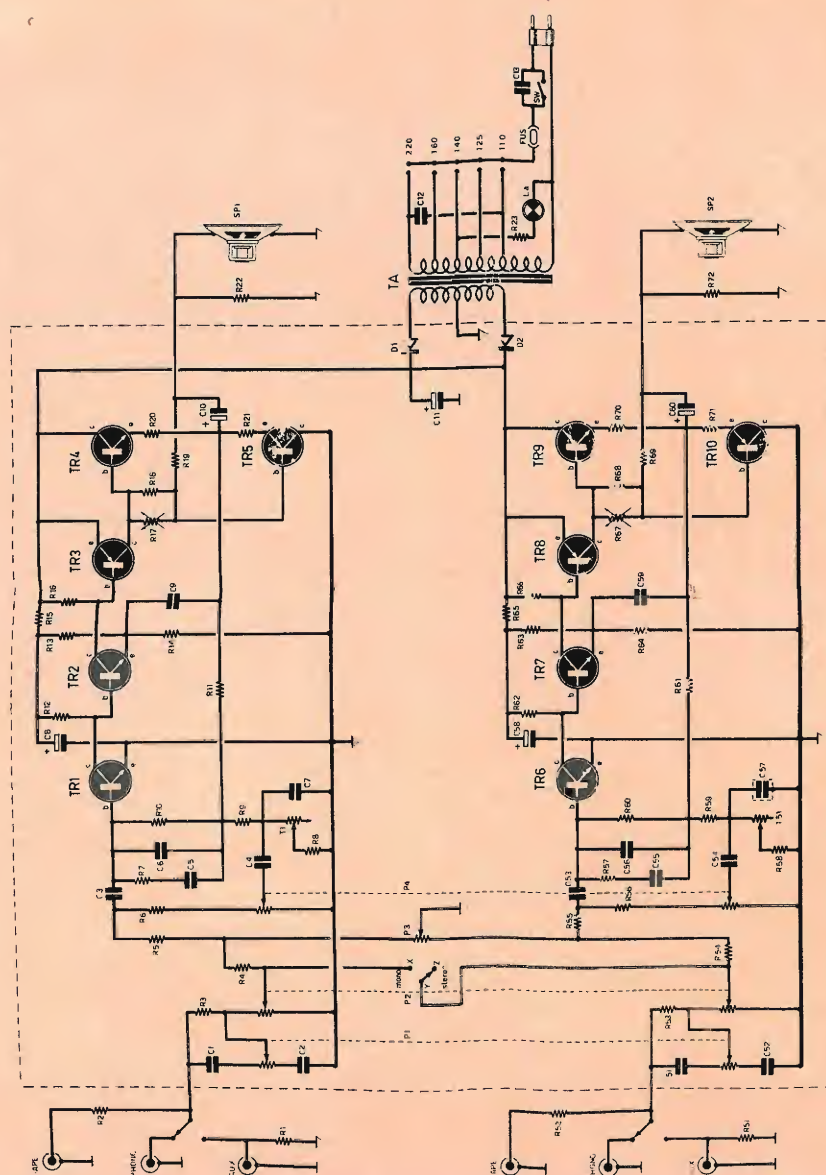 C13
SW
FUS
220
160
140
125
110
C12
La
R23
TA
SP1
R22
SP2
R72
D1
D2
+
C11
TR4
c
b
e
R20
R21
C10
+
TR5
e
b
c
R18
R19
R17
TR3
c
b
e
R16
R15
R13
C9
R14
TR2
c
b
e
R12
C8
+
R11
TR1
c
b
e
R10
R9
C7
C6
T1
R8
R7
C5
C4
C3
R6
R5
P4
P3
R4
mono
X
Y
Z
stereo
P2
R3
P1
C1
C2
R2
R1
TR9
c
b
e
R70
R71
C60
+
TR10
e
b
c
R68
R69
R67
TR8
c
b
e
R66
R65
R63
C59
R64
TR7
c
b
e
R62
C58
+
R61
TR6
c
b
e
R60
R59
C57
C56
R58
R57
C55
C54
C53
R56
R55
R54
R53
C52
R52
R51